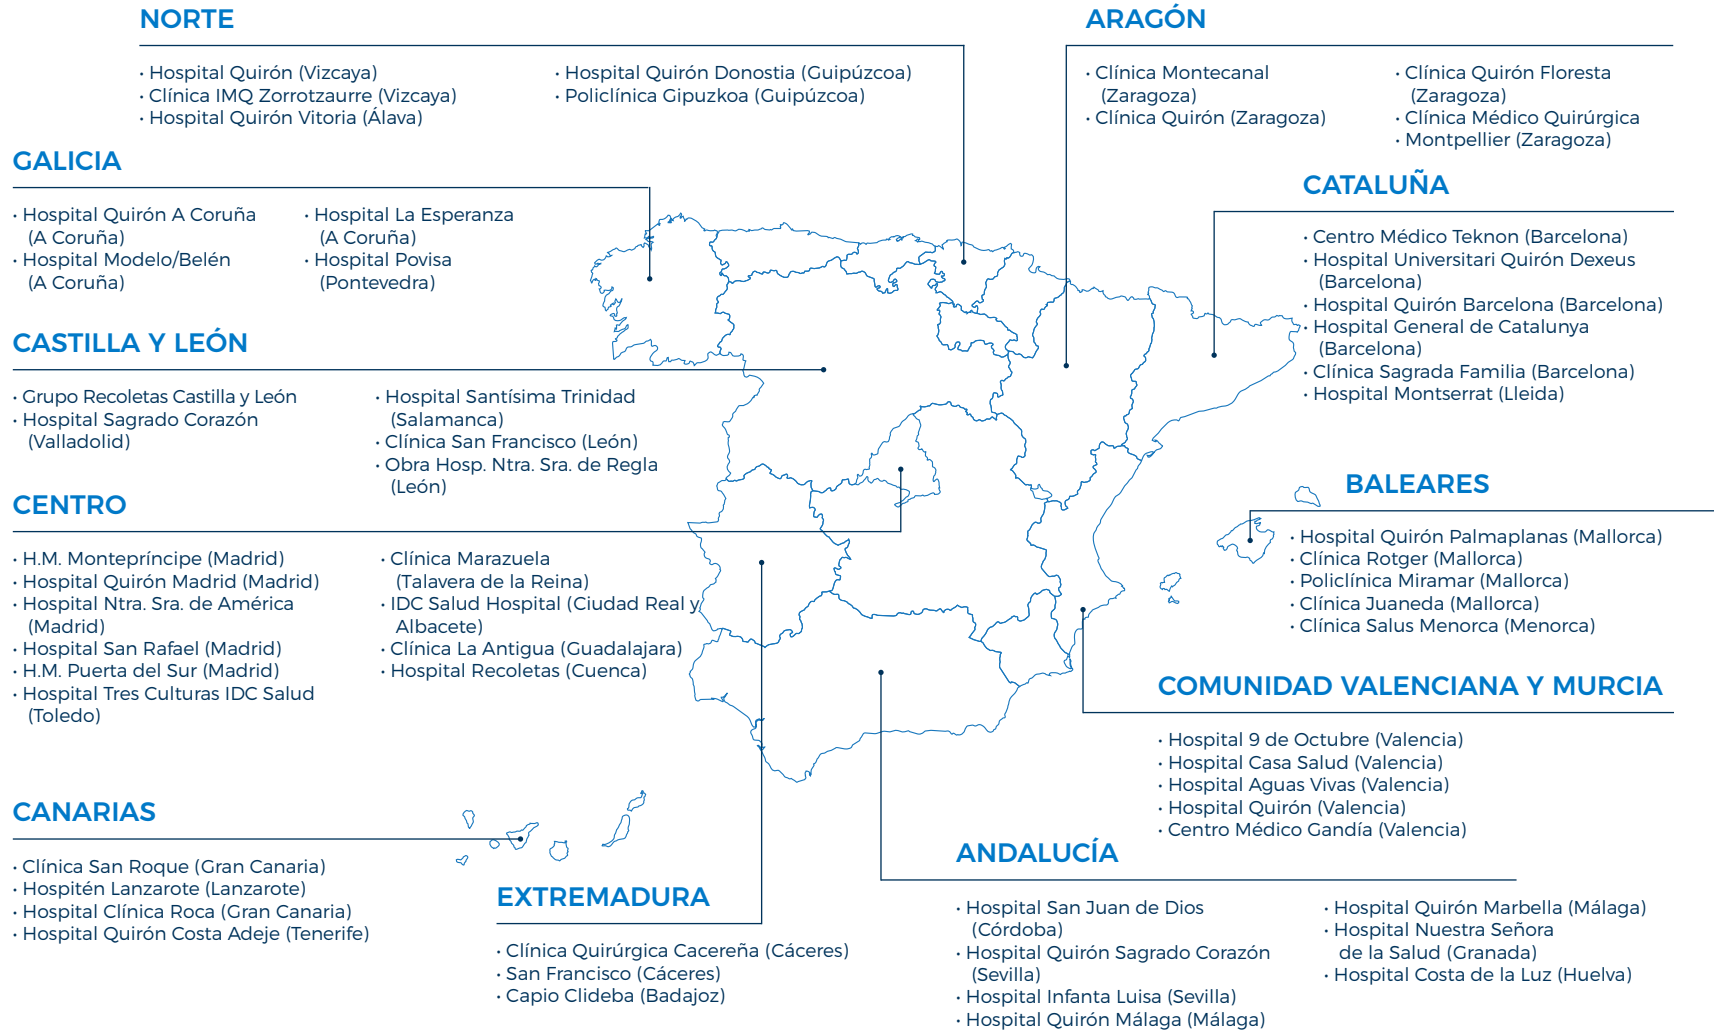 NORTE
· Hospital Quirón (Vizcaya)
· Clínica IMQ Zorrotzaurre (Vizcaya)
· Hospital Quirón Vitoria (Álava)
· Hospital Quirón Donostia (Guipúzcoa)
· Policlínica Gipuzkoa (Guipúzcoa)
ARAGÓN
· Clínica Montecanal
(Zaragoza)
· Clínica Quirón (Zaragoza)
· Clínica Quirón Floresta
(Zaragoza)
· Clínica Médico Quirúrgica
· Montpellier (Zaragoza)
GALICIA
· Hospital Quirón A Coruña
(A Coruña)
· Hospital Modelo/Belén
(A Coruña)
· Hospital La Esperanza
(A Coruña)
· Hospital Povisa
(Pontevedra)
CATALUÑA
· Centro Médico Teknon (Barcelona)
· Hospital Universitari Quirón Dexeus
(Barcelona)
· Hospital Quirón Barcelona (Barcelona)
· Hospital General de Catalunya
(Barcelona)
· Clínica Sagrada Familia (Barcelona)
· Hospital Montserrat (Lleida)
CASTILLA Y LEÓN
· Grupo Recoletas Castilla y León
· Hospital Sagrado Corazón
(Valladolid)
· Hospital Santísima Trinidad
(Salamanca)
· Clínica San Francisco (León)
· Obra Hosp. Ntra. Sra. de Regla
(León)
CENTRO
· H.M. Montepríncipe (Madrid)
· Hospital Quirón Madrid (Madrid)
· Hospital Ntra. Sra. de América
(Madrid)
· Hospital San Rafael (Madrid)
· H.M. Puerta del Sur (Madrid)
· Hospital Tres Culturas IDC Salud
(Toledo)
· Clínica Marazuela
(Talavera de la Reina)
· IDC Salud Hospital (Ciudad Real y
Albacete)
· Clínica La Antigua (Guadalajara)
· Hospital Recoletas (Cuenca)
BALEARES
· Hospital Quirón Palmaplanas (Mallorca)
· Clínica Rotger (Mallorca)
· Policlínica Miramar (Mallorca)
· Clínica Juaneda (Mallorca)
· Clínica Salus Menorca (Menorca)
COMUNIDAD VALENCIANA Y MURCIA
· Hospital 9 de Octubre (Valencia)
· Hospital Casa Salud (Valencia)
· Hospital Aguas Vivas (Valencia)
· Hospital Quirón (Valencia)
· Centro Médico Gandía (Valencia)
CANARIAS
· Clínica San Roque (Gran Canaria)
· Hospitén Lanzarote (Lanzarote)
· Hospital Clínica Roca (Gran Canaria)
· Hospital Quirón Costa Adeje (Tenerife)
EXTREMADURA
· Clínica Quirúrgica Cacereña (Cáceres)
· San Francisco (Cáceres)
· Capio Clideba (Badajoz)
ANDALUCÍA
· Hospital San Juan de Dios
(Córdoba)
· Hospital Quirón Sagrado Corazón
(Sevilla)
· Hospital Infanta Luisa (Sevilla)
· Hospital Quirón Málaga (Málaga)
· Hospital Quirón Marbella (Málaga)
· Hospital Nuestra Señora
de la Salud (Granada)
· Hospital Costa de la Luz (Huelva)